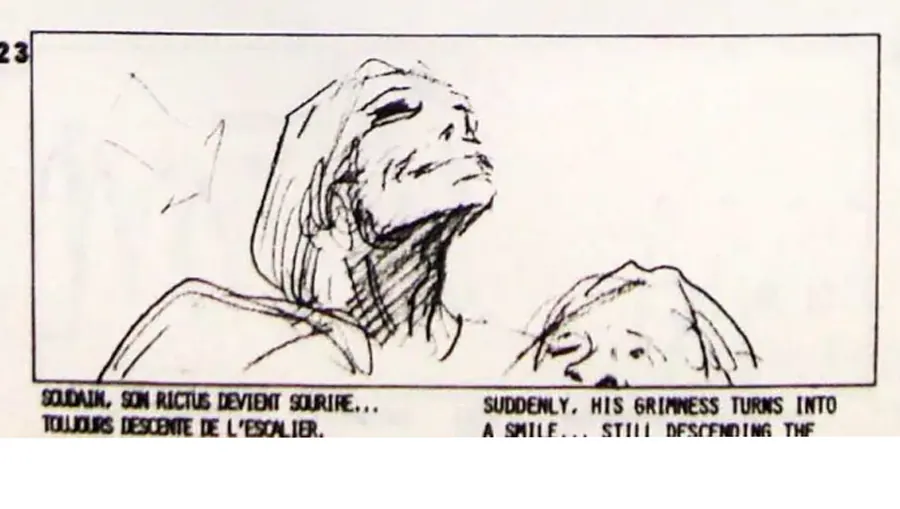 23
SOUDAIN, SON RICTUS DEVIENT SOURIRE...
TOUJOURS DESCENTE DE L'ESCALIER.
SUDDENLY, HIS GRIMNESS TURNS INTO
A SMILE... STILL DESCENDING THE